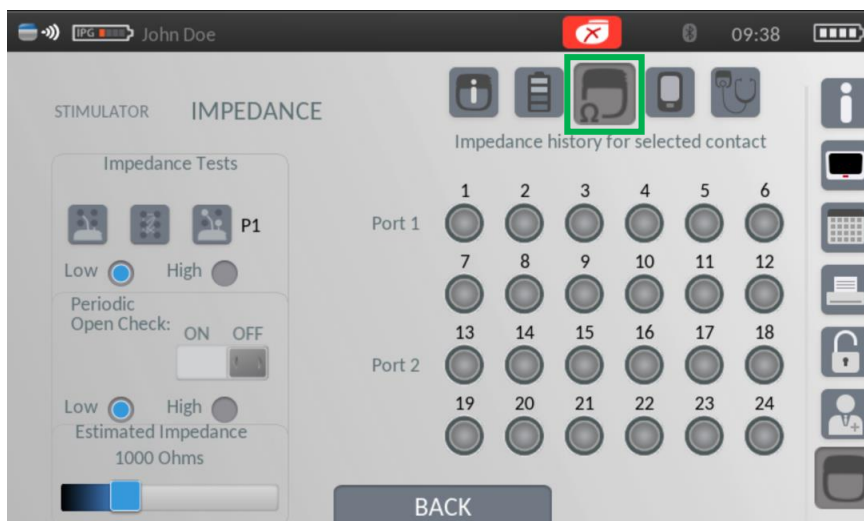 IPG John Doe 09:38
STIMULATOR IMPEDANCE
Impedance history for selected contact
Impedance Tests
P1
Low High
Periodic
Open Check:
ON OFF
Low High
Estimated Impedance
1000 Ohms
1 2 3 4 5 6
Port 1
7 8 9 10 11 12
13 14 15 16 17 18
Port 2
19 20 21 22 23 24
BACK